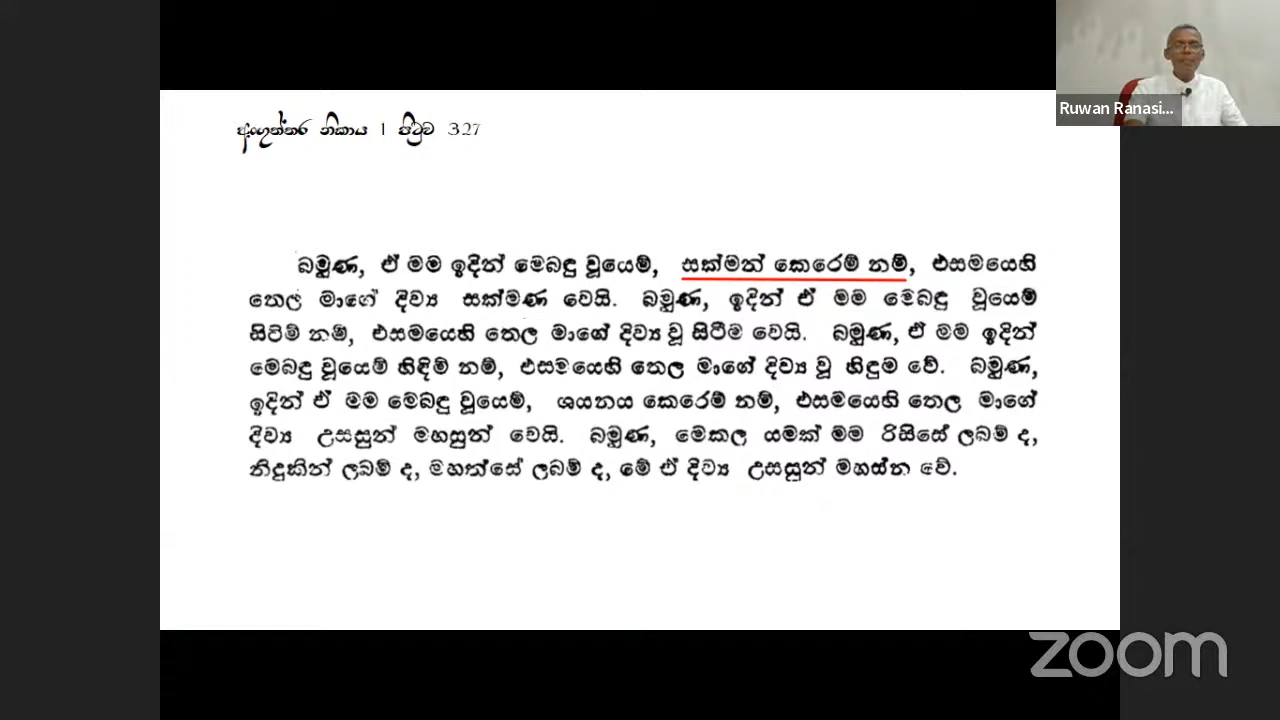 Ruwan Ranasi...
අංගුත්තර නිකාය 1 පිටුව 327
බමුණ, ඒ මම ඉදින් මෙබඳු වූයෙම්, සක්මන් කෙරෙම් නම්, එසමයෙහි
තෙල මාගේ දිව්‍ය සක්මණ වෙයි. බමුණ, ඉදින් ඒ මම මෙබඳු වූයෙම්
සිටිම් නම්, එසමයෙහි තෙල මාගේ දිව්‍ය වූ සිටීම වෙයි. බමුණ, ඒ මම ඉදින්
මෙබඳු වූයෙම් හිඳිම් නම්, එසමයෙහි තෙල මාගේ දිව්‍ය වූ හිඳුම වේ. බමුණ,
ඉදින් ඒ මම මෙබඳු වූයෙම්, ශයනය කෙරෙම් නම්, එසමයෙහි තෙල මාගේ
දිව්‍ය උසසුන් මහසුන් වෙයි. බමුණ, මෙකල යමක් මම රිසිසේ ලබම් ද,
නිදුකින් ලබම් ද, මහත්සේ ලබම් ද, මේ ඒ දිව්‍ය උසසුන් මහස්න වේ.
zoom